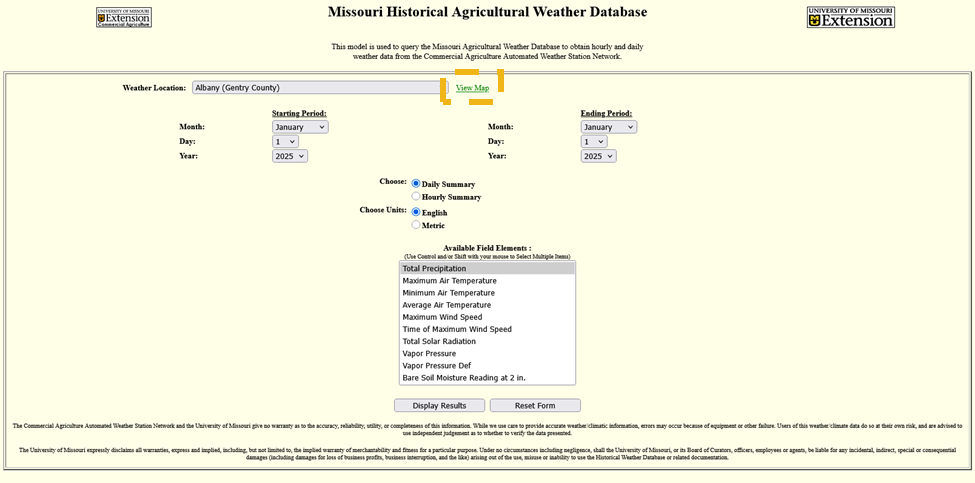 UNIVERSITY OF MISSOURI
Extension
Commercial Agriculture
Missouri Historical Agricultural Weather Database
UNIVERSITY OF MISSOURI
Extension
This model is used to query the Missouri Agricultural Weather Database to obtain hourly and daily
weather data from the Commercial Agriculture Automated Weather Station Network.
Weather Location: Albany (Gentry County) View Map
Starting Period: Ending Period:
Month: January Month: January
Day: 1 Day: 1
Year: 2025 Year: 2025
Choose: Daily Summary
Hourly Summary
Choose Units: English
Metric
Available Field Elements :
(Use Control and/or Shift with your mouse to Select Multiple Items)
Total Precipitation
Maximum Air Temperature
Minimum Air Temperature
Average Air Temperature
Maximum Wind Speed
Time of Maximum Wind Speed
Total Solar Radiation
Vapor Pressure
Vapor Pressure Def
Bare Soil Moisture Reading at 2 in.
Display Results Reset Form
The Commercial Agriculture Automated Weather Station Network and the University of Missouri give no warranty as to the accuracy, reliability, utility, or completeness of this information. While we use care to provide accurate weather/climatic information, errors may occur because of equipment or other failure. Users of this weather/climate data do so at their own risk, and are advised to
use independent judgement as to whether to verify the data presented.
The University of Missouri expressly disclaims all warranties, express and implied, including, but not limited to, the implied warranty of merchantability and fitness for a particular purpose. Under no circumstances including negligence, shall the University of Missouri, or its Board of Curators, officers, employees or agents, be liable for any incidental, indirect, special or consequential
damages (including damages for loss of business profits, business interruption, and the like) arising out of the use, misuse or inability to use the Historical Weather Database or related documentation.